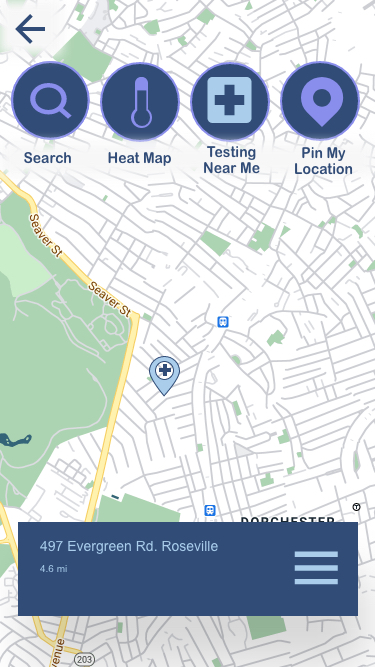 Search
Heat Map
Testing
Near Me
Pin My
Location
Seaver St
Seaver St
DORCHESTER
497 Evergreen Rd. Roseville
4.6 mi
203